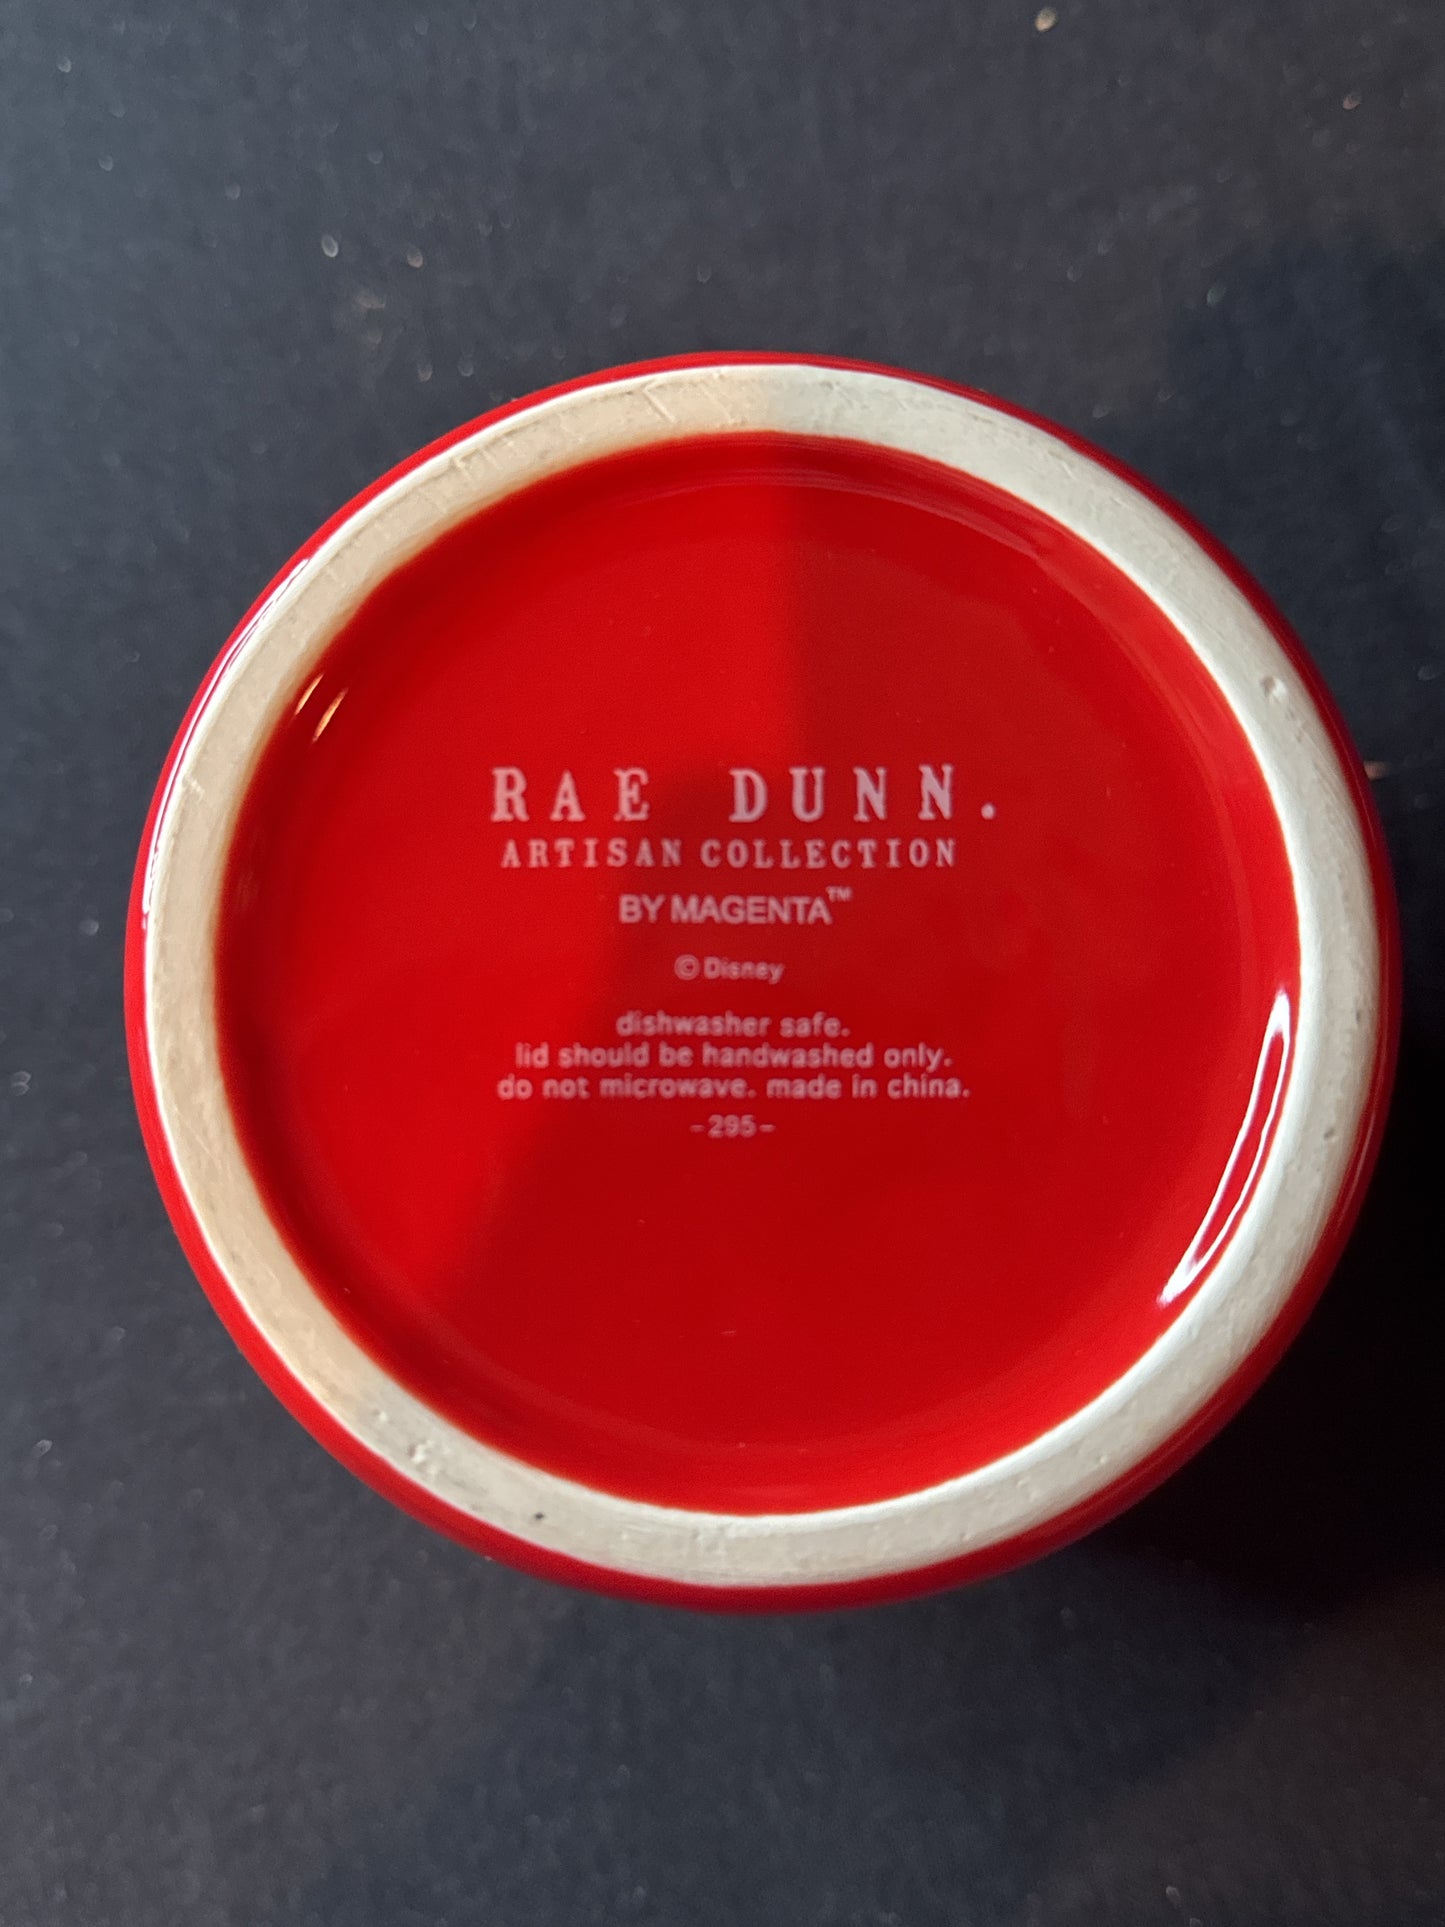 RAE DUNN.
ARTISAN COLLECTION
BY MAGENTA™
© Disney
dishwasher safe.
lid should be handwashed only.
do not microwave. made in china.
- 295 -